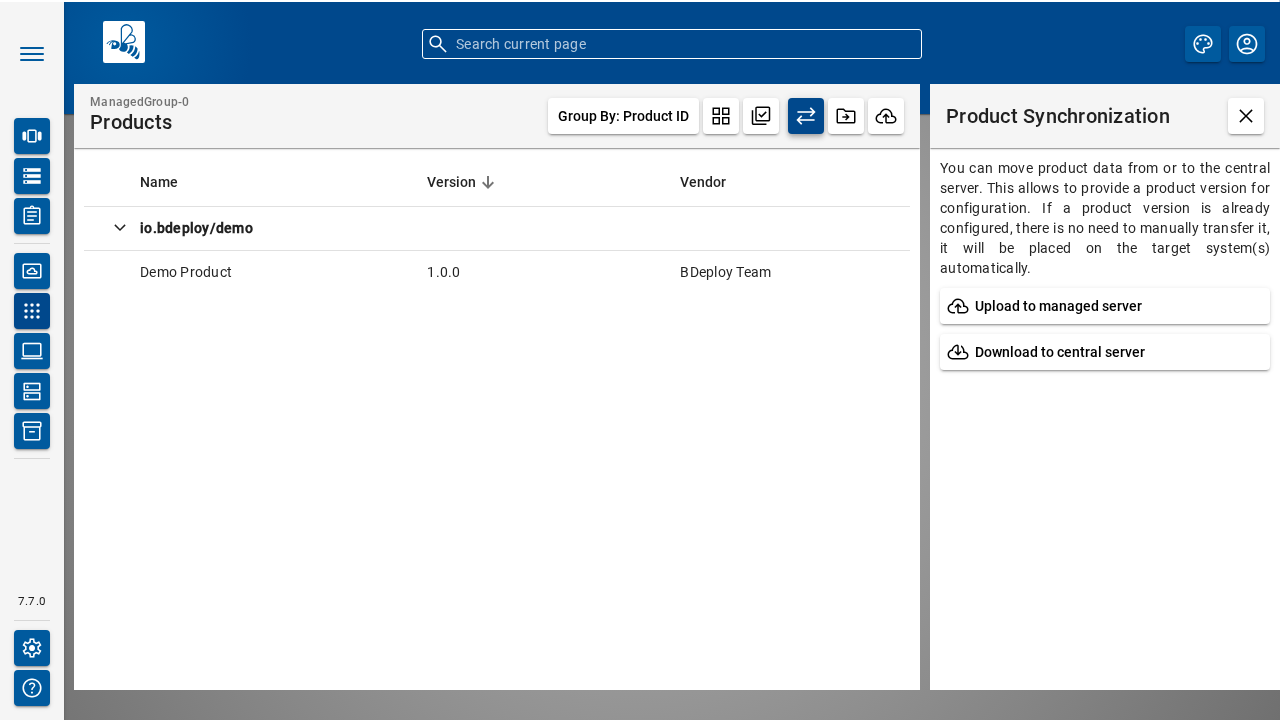 Search current page
ManagedGroup-0
Products
Group By: Product ID
Product Synchronization
Name
Version
Vendor
io.bdeploy/demo
Demo Product
1.0.0
BDeploy Team
You can move product data from or to the central
server. This allows to provide a product version for
configuration. If a product version is already
configured, there is no need to manually transfer it,
it will be placed on the target system(s)
automatically.
Upload to managed server
Download to central server
7.7.0